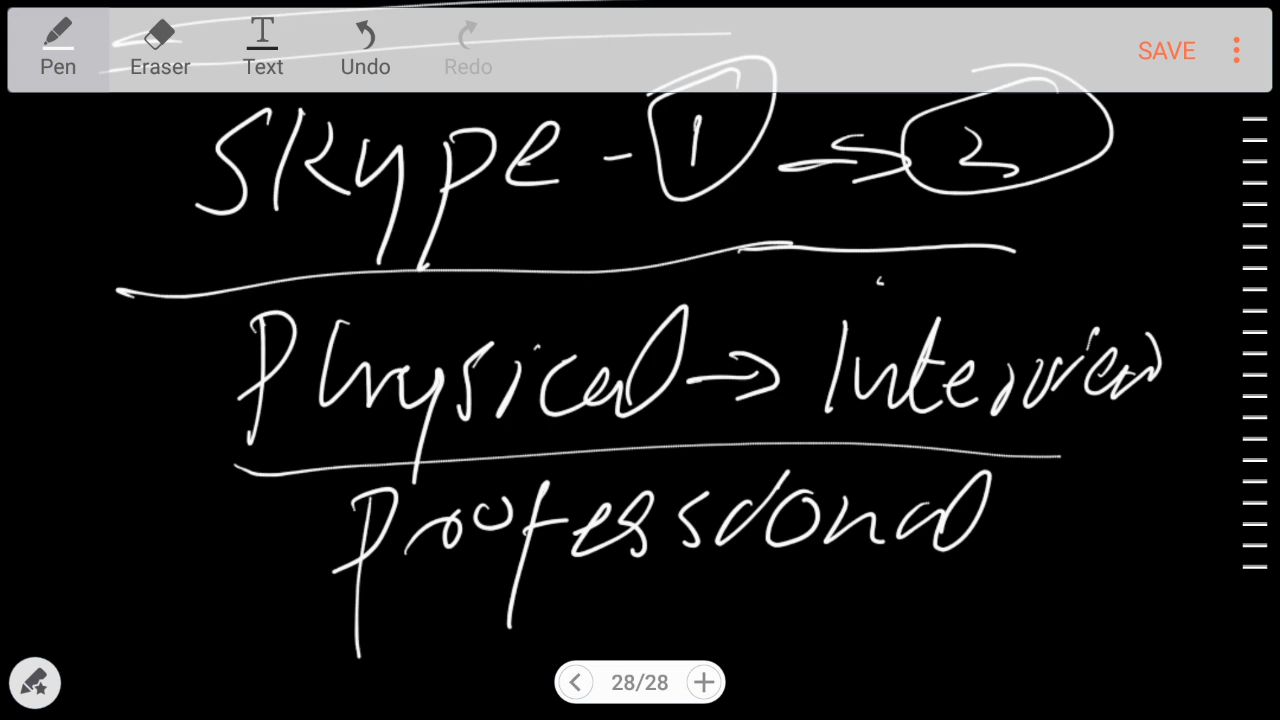 Pen Eraser Text Undo Redo SAVE
Skype - 1 → 2
Physical → Interview
Professional
28/28